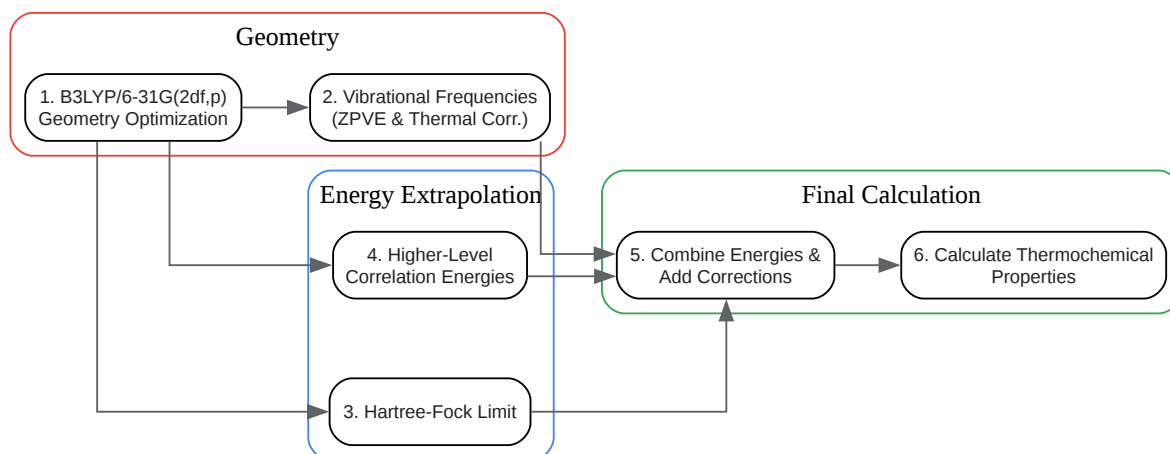 Geometry
1. B3LYP/6-31G(2df,p)
Geometry Optimization
2. Vibrational Frequencies
(ZPVE & Thermal Corr.)
Energy Extrapolation
4. Higher-Level
Correlation Energies
3. Hartree-Fock Limit
Final Calculation
5. Combine Energies &
Add Corrections
6. Calculate Thermochemical
Properties